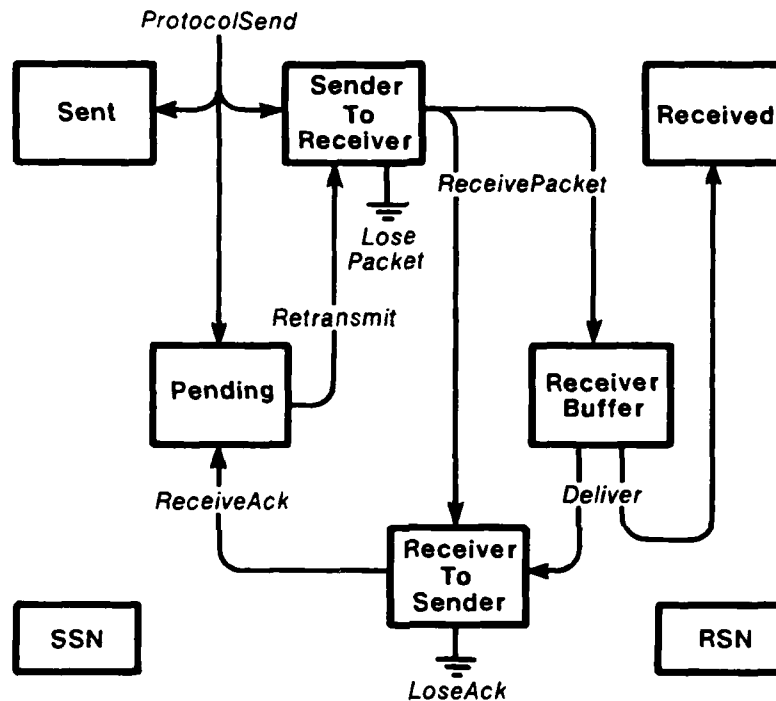 ProtocolSend
Sent
Sender
To
Receiver
Received
ReceivePacket
Lose
Packet
Retransmit
Pending
Receiver
Buffer
ReceiveAck
Deliver
Receiver
To
Sender
SSN
RSN
LoseAck